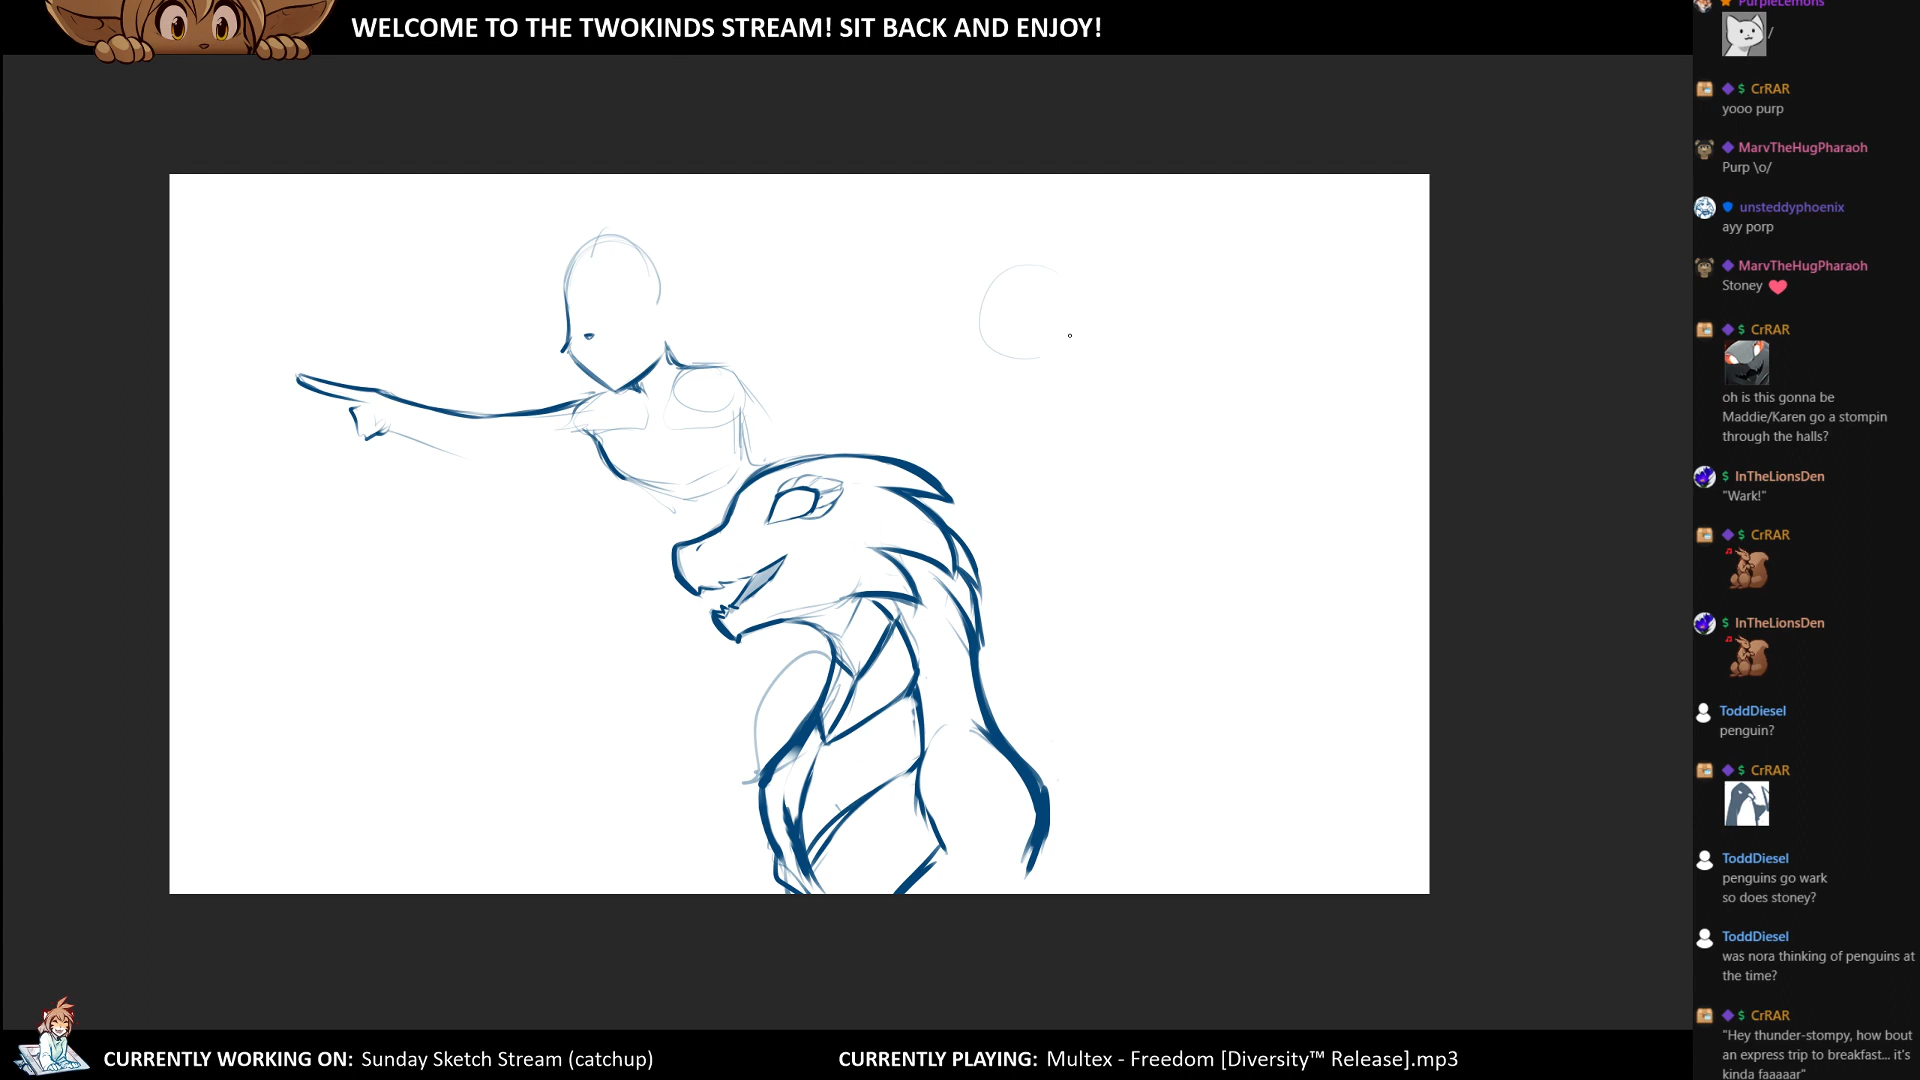 WELCOME TO THE TWOKINDS STREAM! SIT BACK AND ENJOY!
PurpleLemons
/
$ CrRAR
yooo purp
MarvTheHugPharaoh
Purp \o/
unsteddyphoenix
ayy porp
MarvTheHugPharaoh
Stoney
$ CrRAR
oh is this gonna be
Maddie/Karen go a stompin
through the halls?
$ InTheLionsDen
"Wark!"
$ CrRAR
$ InTheLionsDen
ToddDiesel
penguin?
$ CrRAR
ToddDiesel
penguins go wark
so does stoney?
ToddDiesel
was nora thinking of penguins at
the time?
$ CrRAR
"Hey thunder-stompy, how bout
an express trip to breakfast... it's
kinda faaaaar"
CURRENTLY WORKING ON: Sunday Sketch Stream (catchup)
CURRENTLY PLAYING: Multex - Freedom [Diversity™ Release].mp3